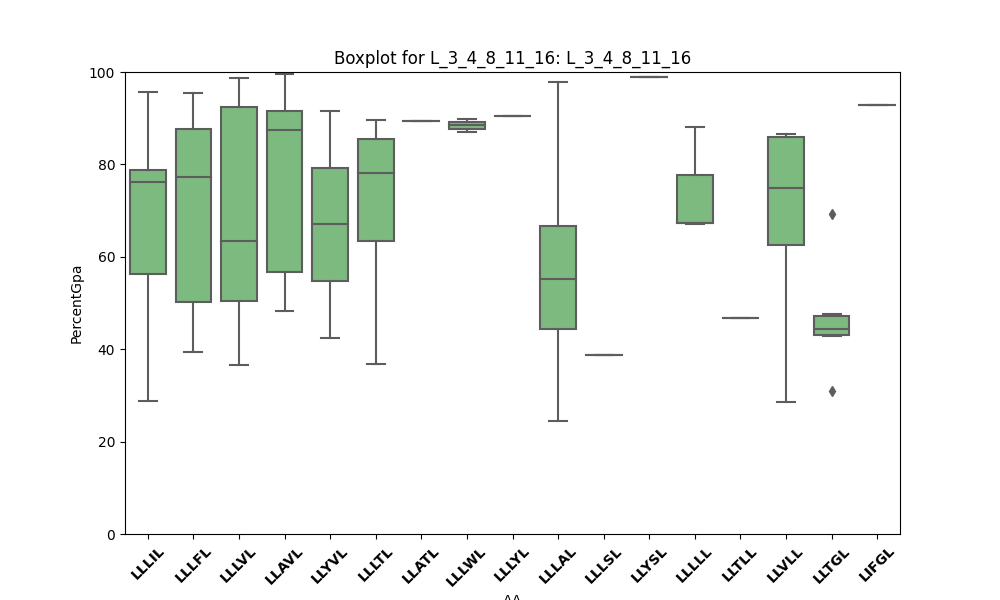 Boxplot for L_3_4_8_11_16: L_3_4_8_11_16
100
80
60
40
20
0
PercentGpa
LLLIL LLLFL LLLVL LLAVL LLYVL LLLTL LLATL LLLWL LLLYL LLLAL LLLSL LLYSL LLLLL LLTLL LLVLL LLTGL LIFGL
AA